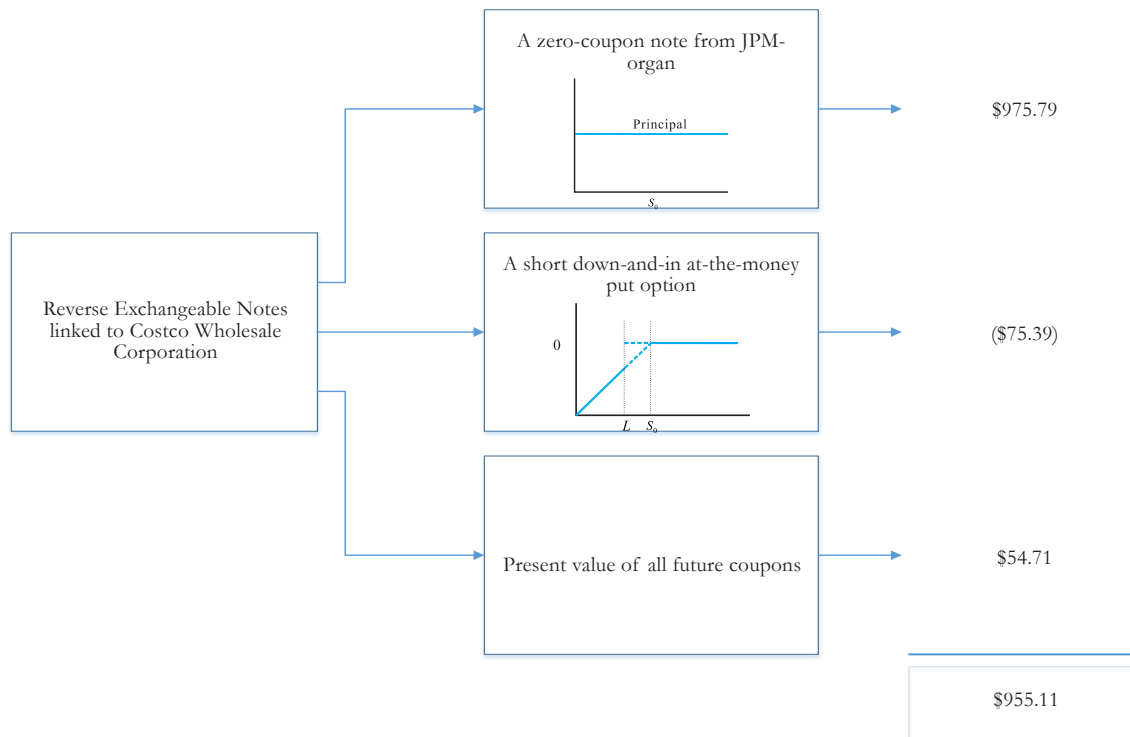 A zero-coupon note from JPM-
organ
Principal
S₀
$975.79
Reverse Exchangeable Notes
linked to Costco Wholesale
Corporation
A short down-and-in at-the-money
put option
0
L S₀
($75.39)
Present value of all future coupons
$54.71
$955.11